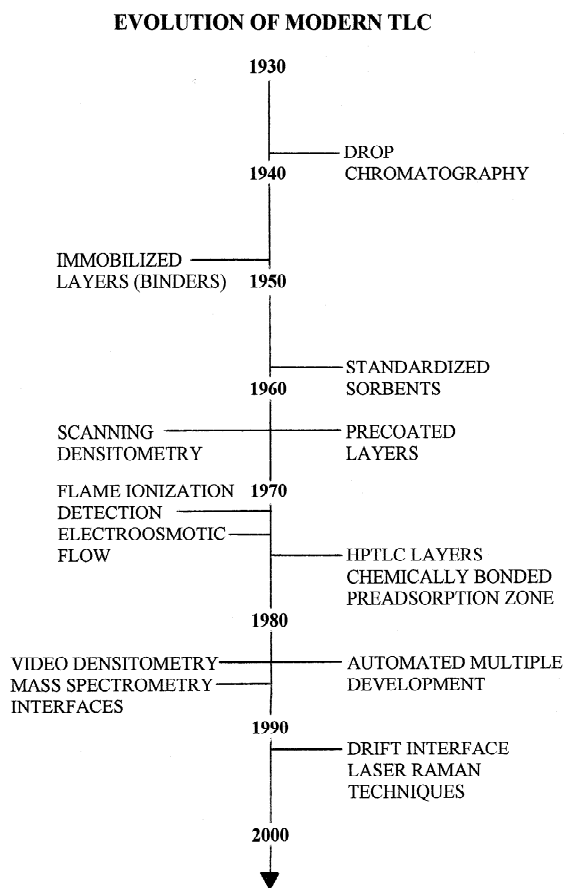 EVOLUTION OF MODERN TLC
1930
DROP
CHROMATOGRAPHY
1940
IMMOBILIZED
LAYERS (BINDERS)
1950
STANDARDIZED
SORBENTS
1960
SCANNING
DENSITOMETRY
PRECOATED
LAYERS
1970
FLAME IONIZATION
DETECTION
ELECTROOSMOTIC
FLOW
HPTLC LAYERS
CHEMICALLY BONDED
PREADSORPTION ZONE
1980
VIDEO DENSITOMETRY
MASS SPECTROMETRY
INTERFACES
AUTOMATED MULTIPLE
DEVELOPMENT
1990
DRIFT INTERFACE
LASER RAMAN
TECHNIQUES
2000